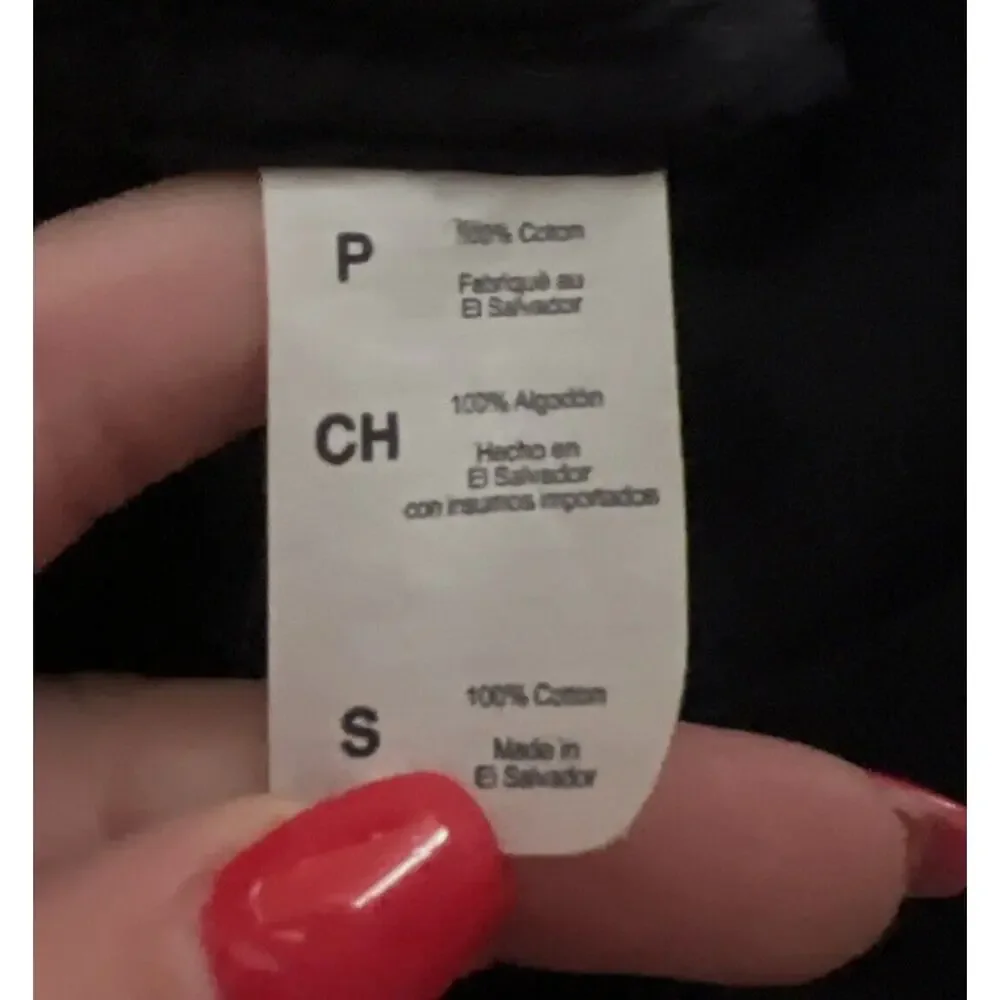 P
100% Coton
Fabriqué au
El Salvador
CH
100% Algodón
Hecho en
El Salvador
con insumos importados
S
100% Cotton
Made in
El Salvador